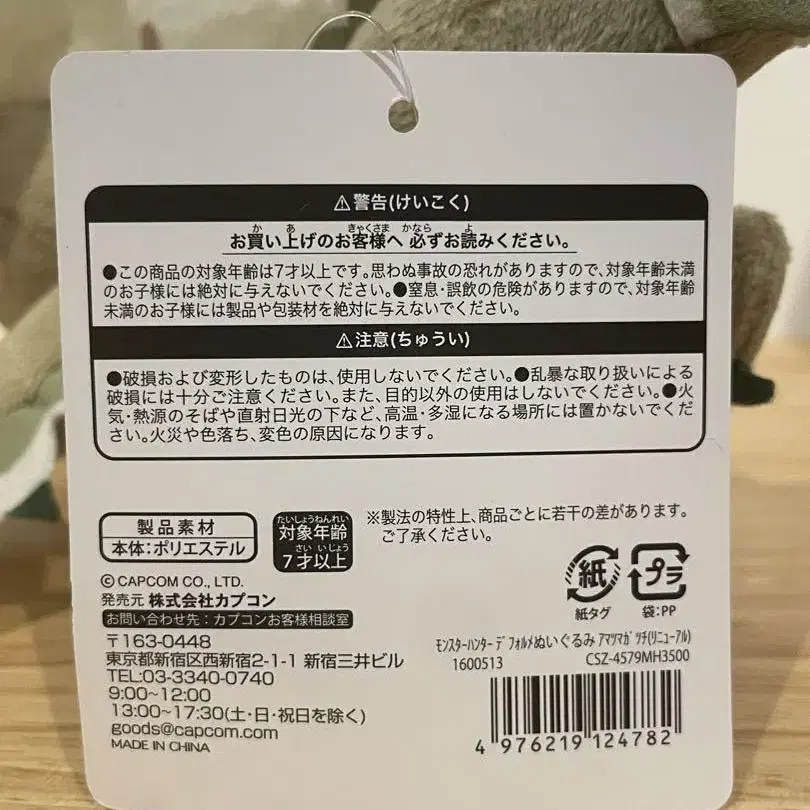 ⚠警告(けいこく)
お買い上げのお客様へ 必ずお読みください。
●この商品の対象年齢は7才以上です。思わぬ事故の恐れがありますので、対象年齢未満
のお子様には絶対に与えないでください。●窒息・誤飲の危険がありますので、対象年齢
未満のお子様には製品や包装材を絶対に与えないでください。
⚠注意(ちゅうい)
●破損および変形したものは、使用しないでください。●乱暴な取り扱いによる
破損には十分ご注意ください。また、目的以外の使用はしないでください。●火
気・熱源のそばや直射日光の下など、高温・多湿になる場所には置かないでくだ
さい。火災や色落ち、変色の原因になります。
製品素材
本体:ポリエステル
たいしょうねんれい
対象年齢
さい いじょう
7才以上
※製法の特性上、商品ごとに若干の差があります。
ご了承ください。
©CAPCOM CO., LTD.
発売元 株式会社カプコン
お問い合わせ先:カプコンお客様相談室
〒163-0448
東京都新宿区西新宿2-1-1 新宿三井ビル
TEL:03-3340-0740
9:00~12:00
13:00~17:30(土・日・祝日を除く)
goods@capcom.com
MADE IN CHINA
紙
紙タグ
プラ
袋:PP
モンスターハンター デフォルメぬいぐるみ アマツマガツチ(リニューアル)
1600513 CSZ-4579MH3500
4 976219 124782